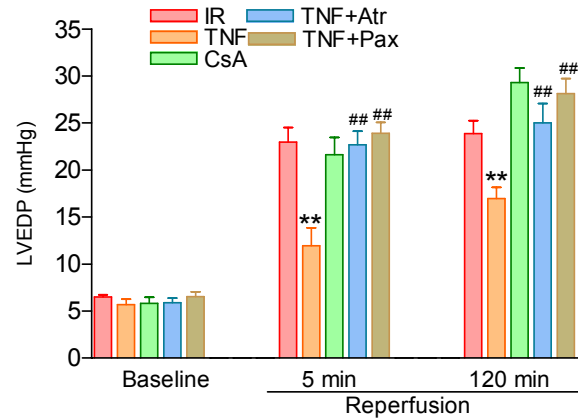 IR TNF+Atr
TNF TNF+Pax
CsA
LVEDP (mmHg)
35
30
25
20
15
10
5
0
**
##
##
**
##
##
Baseline 5 min 120 min
Reperfusion